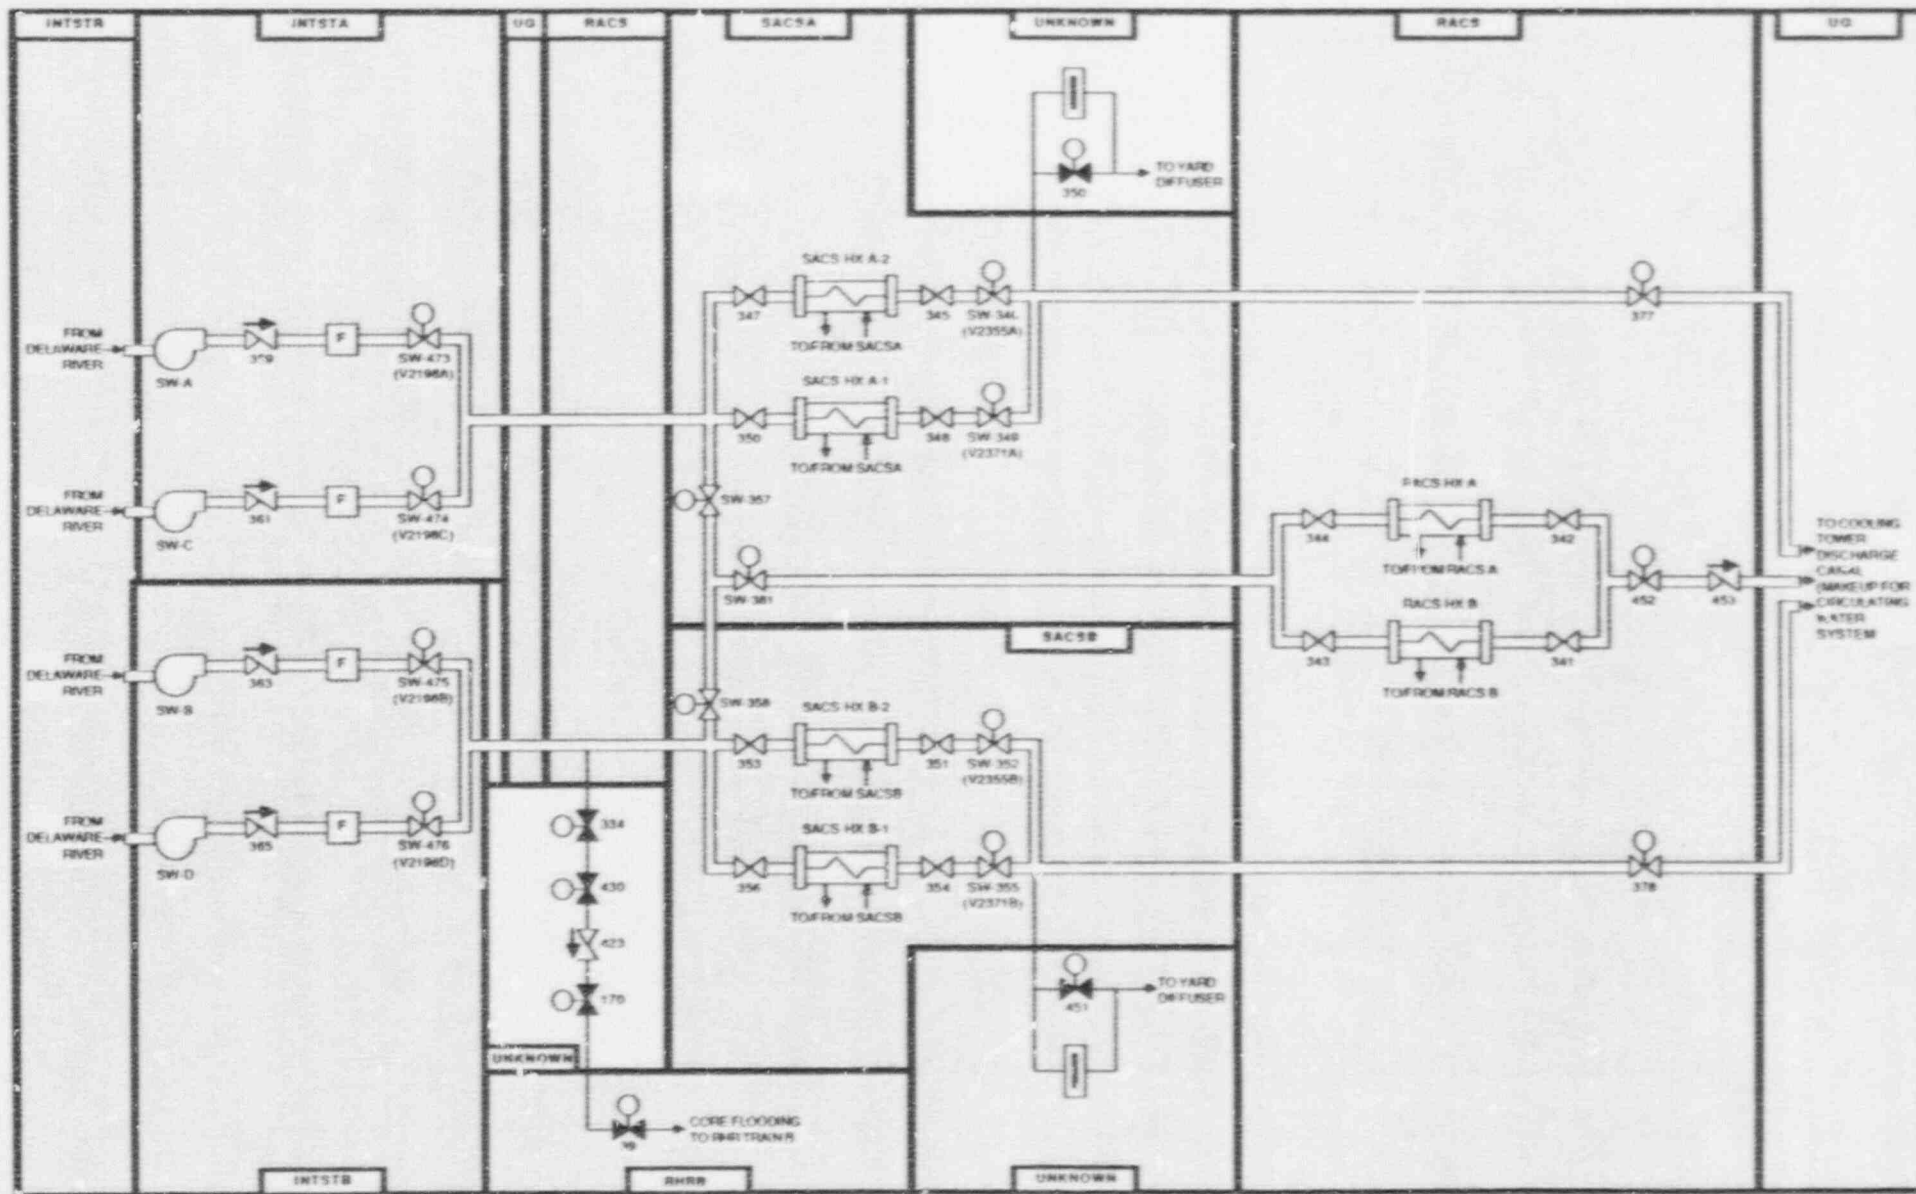 INTSTR
INTSTA
UG
RACS
SACSA
UNKNOWN
RACS
UG
TO YARD
DIFFUSER
350
SACS HX A-2
347
345
(V2355A)
TO/FROM SACSA
377
FROM
DELAWARE
RIVER
SW-A
F
SW-473
(V2198A)
SACS HX A-1
350
348
SW-349
(V2371A)
TO/FROM SACSA
FROM
DELAWARE
RIVER
SW-C
361
F
SW-474
(V2198C)
SW-357
RACS HX A
344
342
TO/FROM RACS A
SW-381
452
453
TO COOLING
TOWER
DISCHARGE
CANAL
(MAKEUP FOR
CIRCULATING
WATER
SYSTEM
RACS HX B
343
341
TO/FROM RACS B
SACSB
FROM
DELAWARE
RIVER
SW-B
363
F
SW-475
(V2198B)
SW-358
SACS HX B-2
353
351
SW-352
(V2355B)
TO/FROM SACSB
FROM
DELAWARE
RIVER
SW-D
365
F
SW-476
(V2198D)
334
SACS HX B-1
356
354
SW-355
(V2371B)
TO/FROM SACSB
378
430
423
TO YARD
DIFFUSER
451
UNKNOWN
CORE FLOODING
TO RHR TRAIN B
INTSTB
RHRB
UNKNOWN